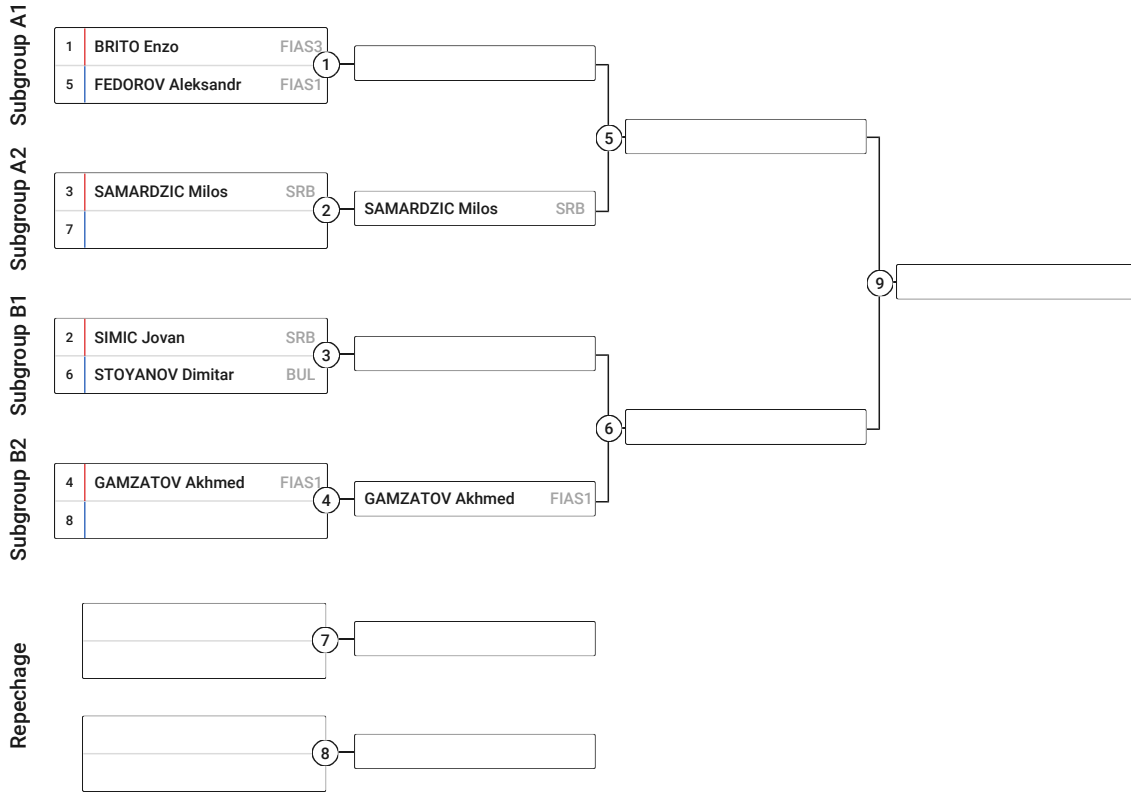 Subgroup A1
1 BRITO Enzo FIAS3
5 FEDOROV Aleksandr FIAS1
1
5
Subgroup A2
3 SAMARDZIC Milos SRB
7
2
SAMARDZIC Milos SRB
9
Subgroup B1
2 SIMIC Jovan SRB
6 STOYANOV Dimitar BUL
3
6
Subgroup B2
4 GAMZATOV Akhmed FIAS1
8
4
GAMZATOV Akhmed FIAS1
Repechage
7
8